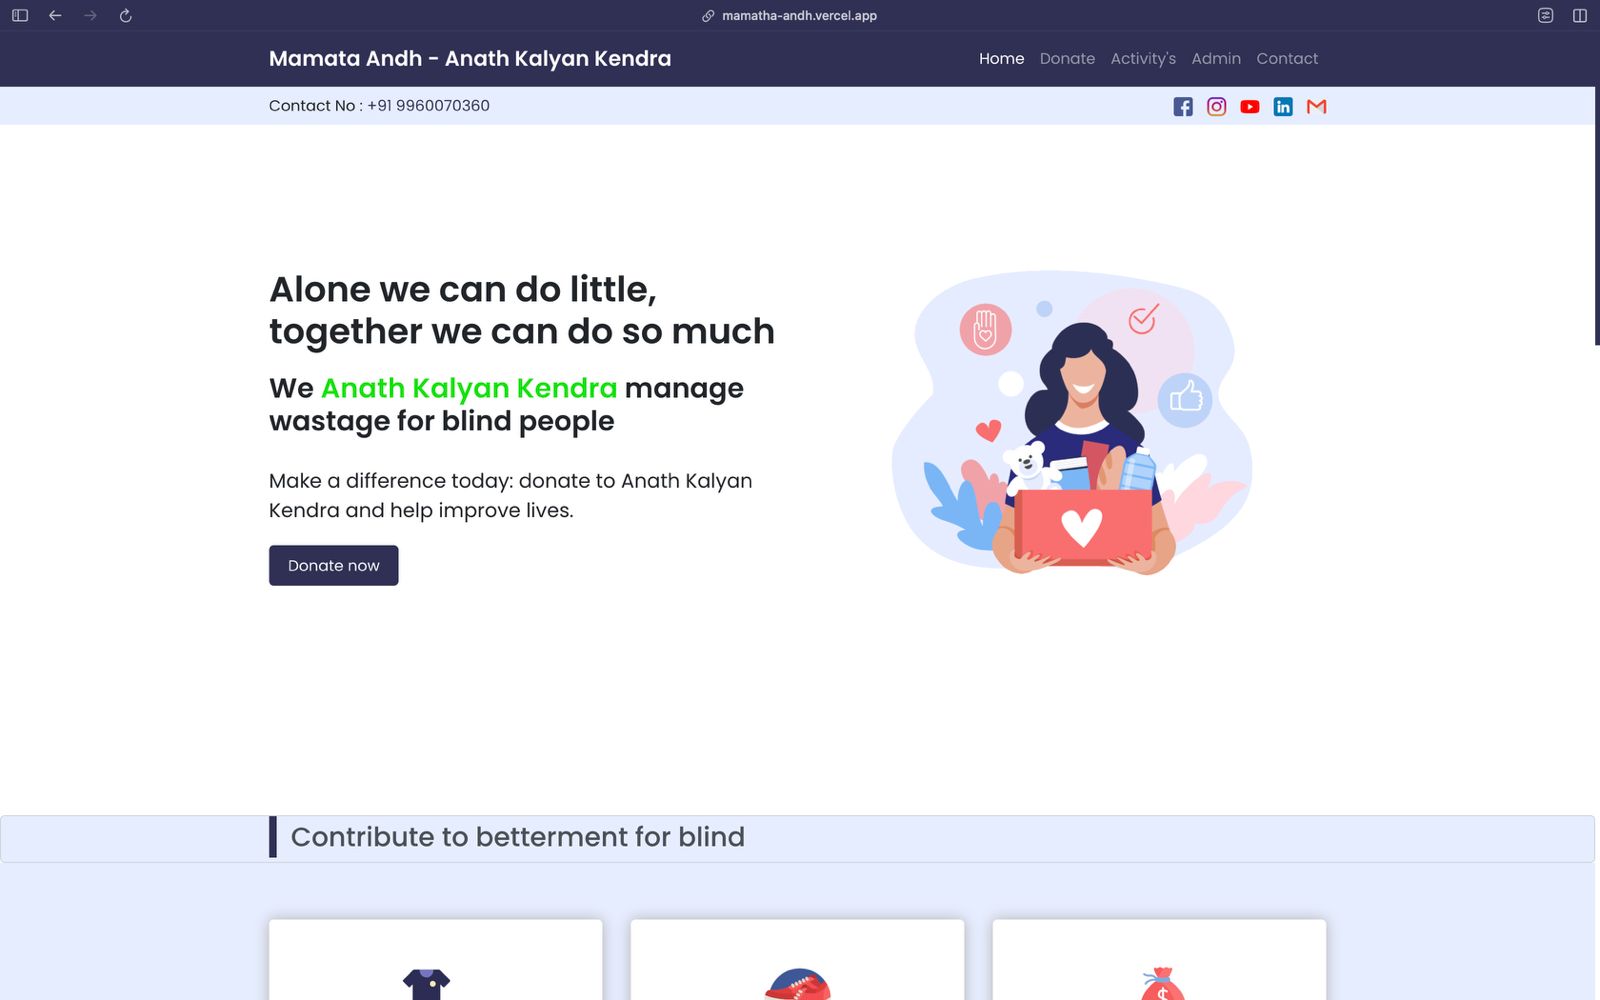 mamatha-andh.vercel.app
Mamata Andh - Anath Kalyan Kendra
Home Donate Activity's Admin Contact
Contact No : +91 9960070360
Alone we can do little,
together we can do so much
We Anath Kalyan Kendra manage
wastage for blind people
Make a difference today: donate to Anath Kalyan
Kendra and help improve lives.
Donate now
Contribute to betterment for blind